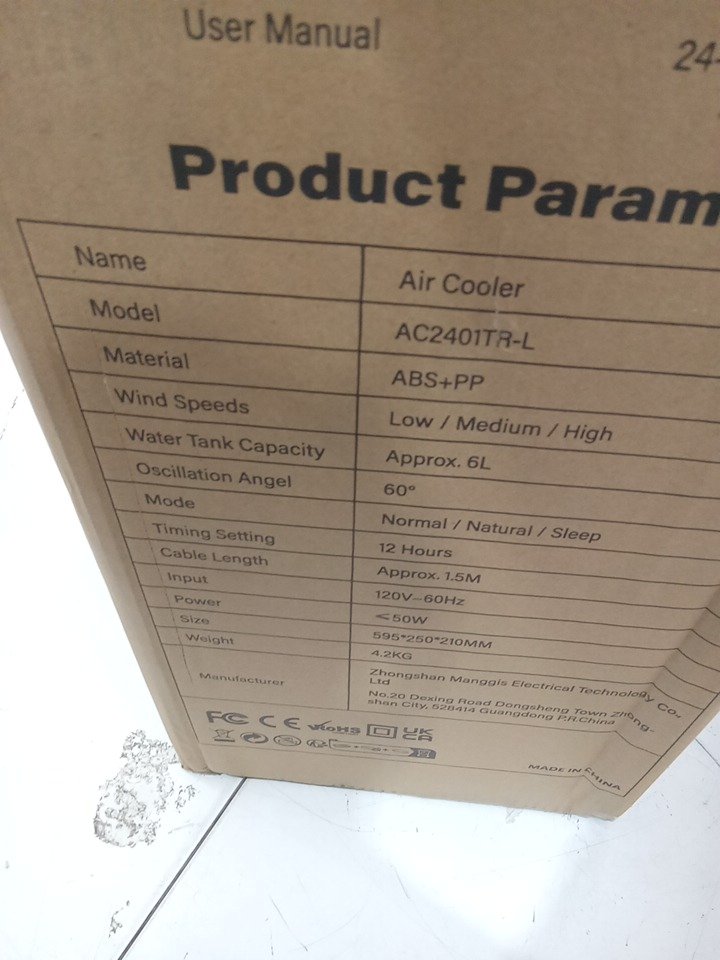 User Manual
24-
Product Param
Name Air Cooler
Model AC2401TR-L
Material ABS+PP
Wind Speeds Low / Medium / High
Water Tank Capacity Approx. 6L
Oscillation Angel 60°
Mode Normal / Natural / Sleep
Timing Setting 12 Hours
Cable Length Approx. 1.5M
Input 120V~60Hz
Power <50W
Size 595*250*210MM
Weight 4.2KG
Manufacturer Zhongshan Manggis Electrical Technology Co.,
Ltd
No.20 Dexing Road Dongsheng Town Zhong-
shan City, 528414 Guangdong P.R.China
FC CE RoHS UK
CA
MADE IN CHINA